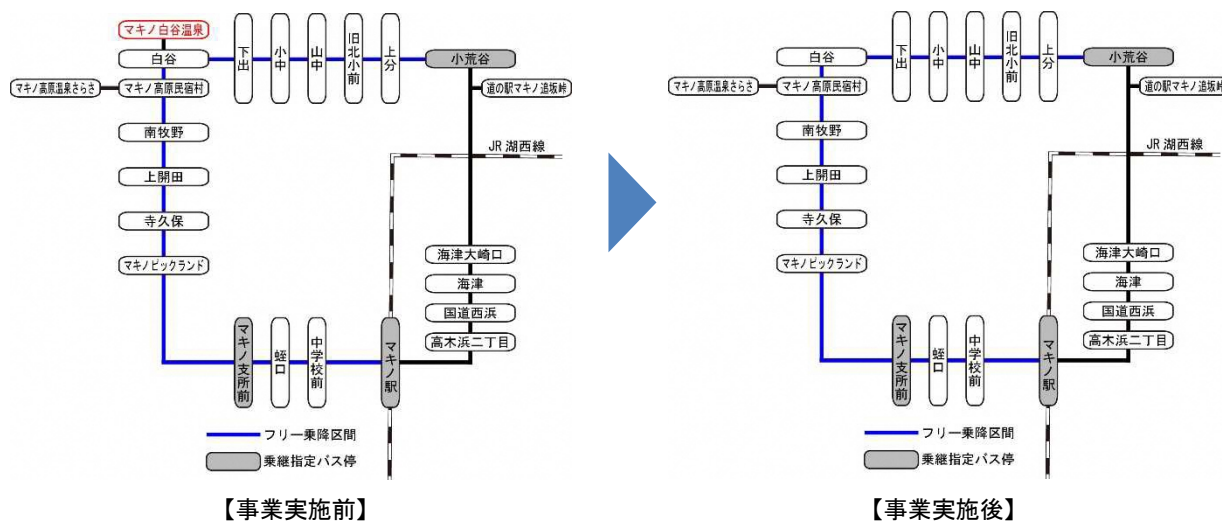 マキノ白谷温泉
白谷
下出
小中
山中
旧北小前
上分
小荒谷
マキノ高原温泉さらさ
マキノ高原民宿村
道の駅マキノ追坂峠
南牧野
JR湖西線
上開田
寺久保
マキノピックランド
海津大崎口
海津
国道西浜
高木浜二丁目
マキノ支所前
蛭口
中学校前
マキノ駅
フリー乗降区間
乗継指定バス停
【事業実施前】
白谷
下出
小中
山中
旧北小前
上分
小荒谷
マキノ高原温泉さらさ
マキノ高原民宿村
道の駅マキノ追坂峠
南牧野
JR湖西線
上開田
寺久保
マキノピックランド
海津大崎口
海津
国道西浜
高木浜二丁目
マキノ支所前
蛭口
中学校前
マキノ駅
フリー乗降区間
乗継指定バス停
【事業実施後】